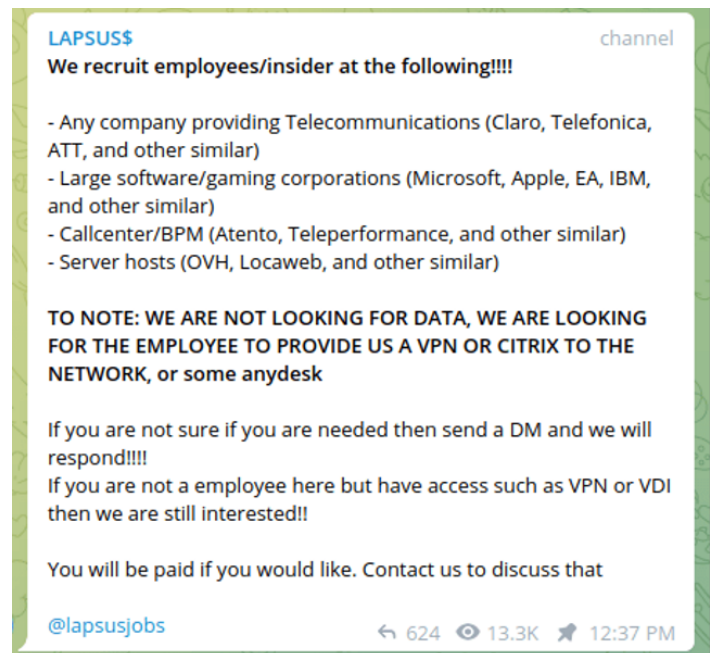 LAPSUS$ channel
We recruit employees/insider at the following!!!!
- Any company providing Telecommunications (Claro, Telefonica,
ATT, and other similar)
- Large software/gaming corporations (Microsoft, Apple, EA, IBM,
and other similar)
- Callcenter/BPM (Atento, Teleperformance, and other similar)
- Server hosts (OVH, Locaweb, and other similar)
TO NOTE: WE ARE NOT LOOKING FOR DATA, WE ARE LOOKING
FOR THE EMPLOYEE TO PROVIDE US A VPN OR CITRIX TO THE
NETWORK, or some anydesk
If you are not sure if you are needed then send a DM and we will
respond!!!!
If you are not a employee here but have access such as VPN or VDI
then we are still interested!!
You will be paid if you would like. Contact us to discuss that
@lapsusjobs 624 13.3K 12:37 PM